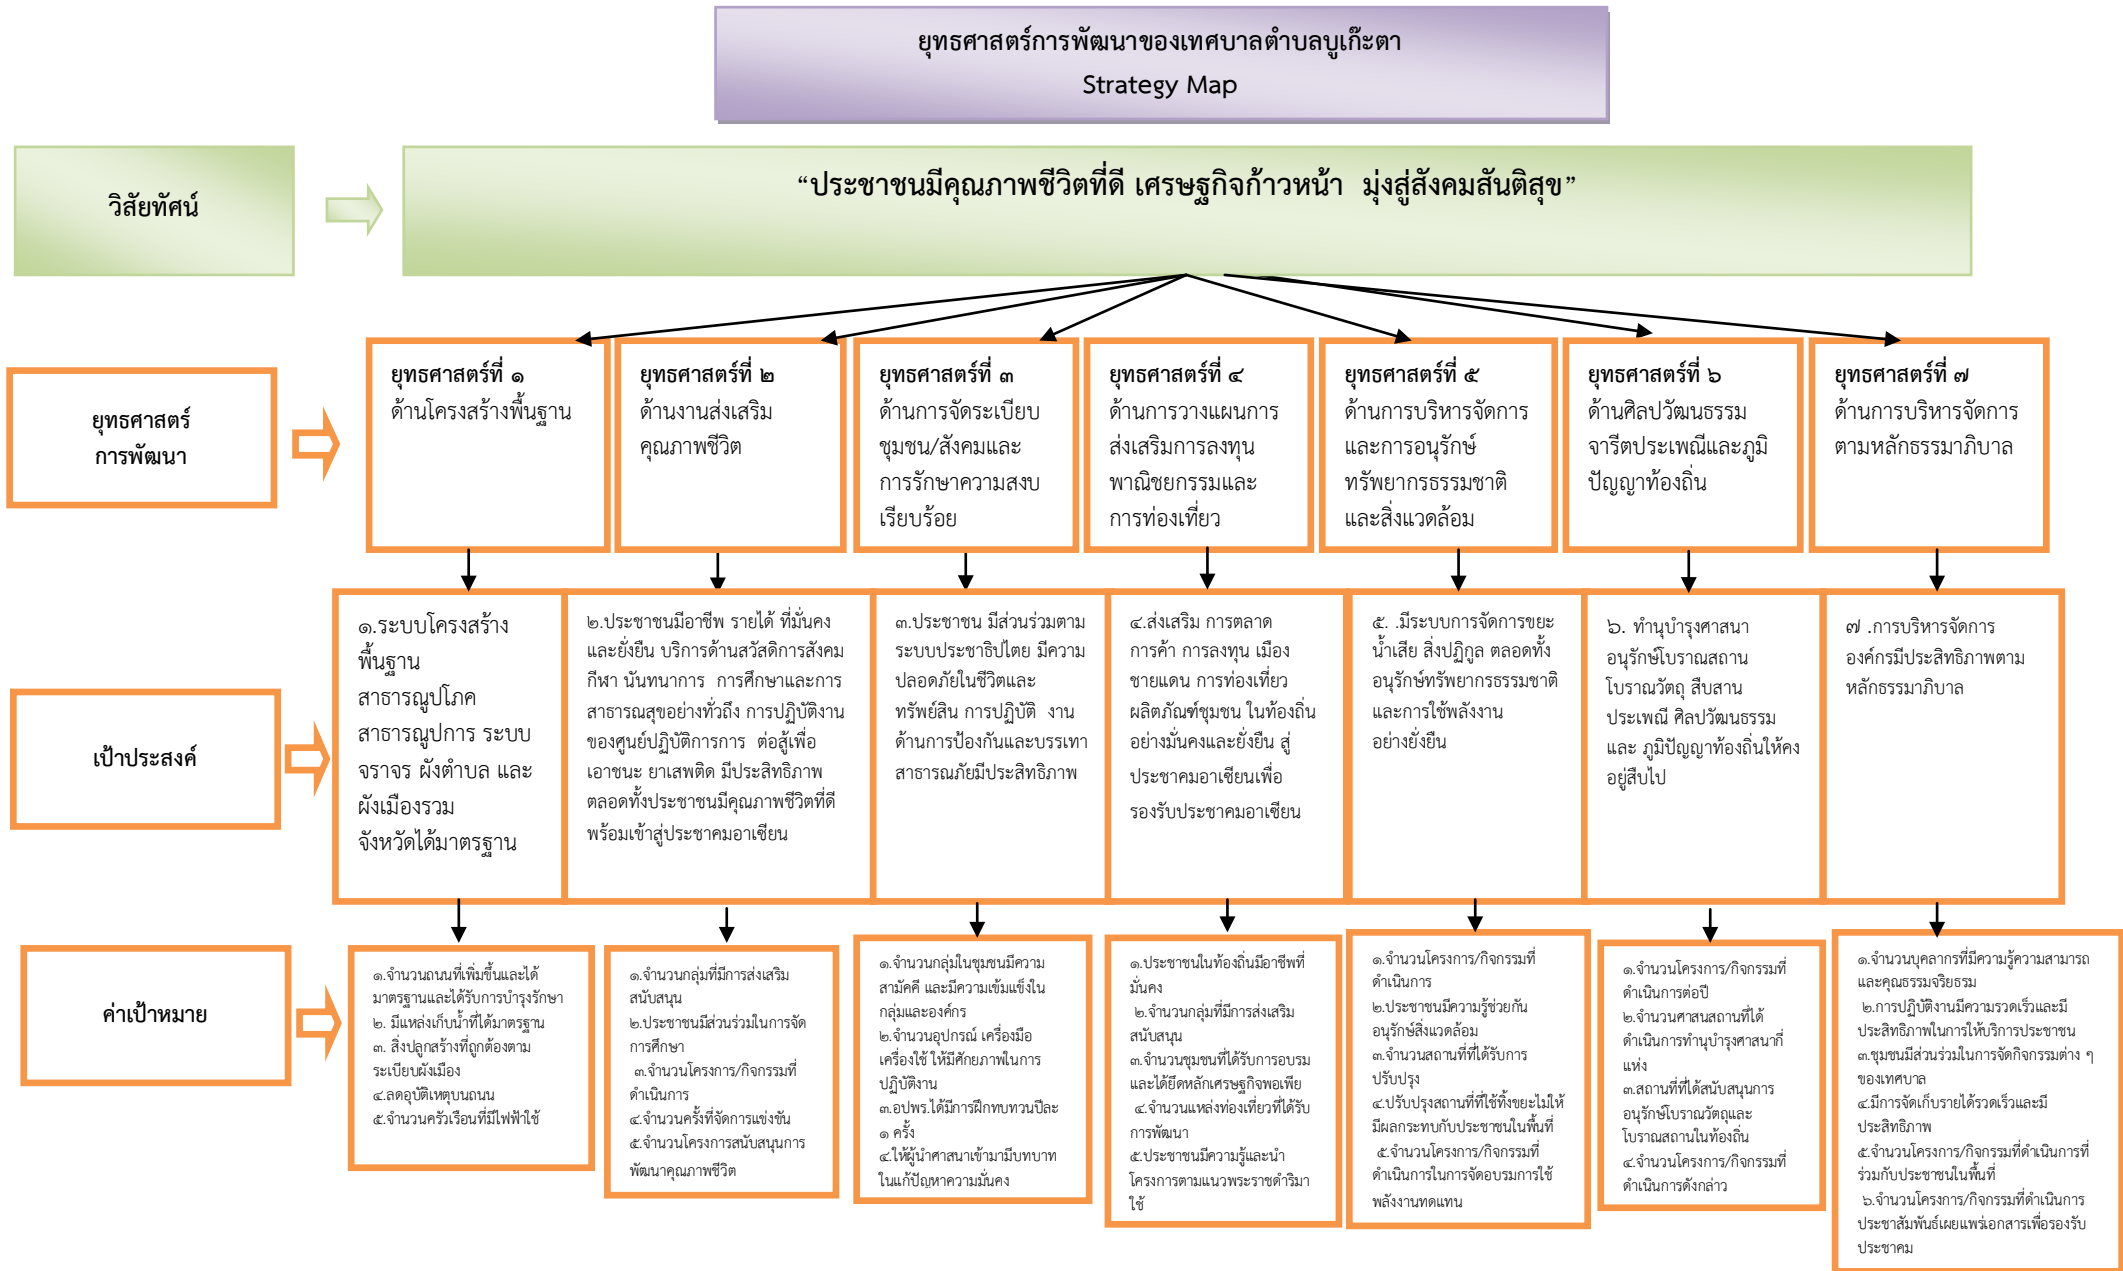 ยุทธศาสตร์การพัฒนาของเทศบาลตำบลบูเก๊ะตา
Strategy Map
วิสัยทัศน์
“ประชาชนมีคุณภาพชีวิตที่ดี เศรษฐกิจก้าวหน้า มุ่งสู่สังคมสันติสุข”
ยุทธศาสตร์
การพัฒนา
ยุทธศาสตร์ที่ ๑
ด้านโครงสร้างพื้นฐาน
ยุทธศาสตร์ที่ ๒
ด้านงานส่งเสริม
คุณภาพชีวิต
ยุทธศาสตร์ที่ ๓
ด้านการจัดระเบียบ
ชุมชน/สังคมและ
การรักษาความสงบ
เรียบร้อย
ยุทธศาสตร์ที่ ๔
ด้านการวางแผนการ
ส่งเสริมการลงทุน
พาณิชยกรรมและ
การท่องเที่ยว
ยุทธศาสตร์ที่ ๕
ด้านการบริหารจัดการ
และการอนุรักษ์
ทรัพยากรธรรมชาติ
และสิ่งแวดล้อม
ยุทธศาสตร์ที่ ๖
ด้านศิลปวัฒนธรรม
จารีตประเพณีและภูมิ
ปัญญาท้องถิ่น
ยุทธศาสตร์ที่ ๗
ด้านการบริหารจัดการ
ตามหลักธรรมาภิบาล
เป้าประสงค์
๑.ระบบโครงสร้าง
พื้นฐาน
สาธารณูปโภค
สาธารณูปการ ระบบ
จราจร ผังตำบล และ
ผังเมืองรวม
จังหวัดได้มาตรฐาน
๒.ประชาชนมีอาชีพ รายได้ ที่มั่นคง
และยั่งยืน บริการด้านสวัสดิการสังคม
กีฬา นันทนาการ การศึกษาและการ
สาธารณสุขอย่างทั่วถึง การปฏิบัติงาน
ของศูนย์ปฏิบัติการการ ต่อสู้เพื่อ
เอาชนะ ยาเสพติด มีประสิทธิภาพ
ตลอดทั้งประชาชนมีคุณภาพชีวิตที่ดี
พร้อมเข้าสู่ประชาคมอาเซียน
๓.ประชาชน มีส่วนร่วมตาม
ระบบประชาธิปไตย มีความ
ปลอดภัยในชีวิตและ
ทรัพย์สิน การปฏิบัติ งาน
ด้านการป้องกันและบรรเทา
สาธารณภัยมีประสิทธิภาพ
๔.ส่งเสริม การตลาด
การค้า การลงทุน เมือง
ชายแดน การท่องเที่ยว
ผลิตภัณฑ์ชุมชน ในท้องถิ่น
อย่างมั่นคงและยั่งยืน สู่
ประชาคมอาเซียนเพื่อ
รองรับประชาคมอาเซียน
๕. .มีระบบการจัดการขยะ
น้ำเสีย สิ่งปฏิกูล ตลอดทั้ง
อนุรักษ์ทรัพยากรธรรมชาติ
และการใช้พลังงาน
อย่างยั่งยืน
๖. ทำนุบำรุงศาสนา
อนุรักษ์โบราณสถาน
โบราณวัตถุ สืบสาน
ประเพณี ศิลปวัฒนธรรม
และ ภูมิปัญญาท้องถิ่นให้คง
อยู่สืบไป
๗ .การบริหารจัดการ
องค์กรมีประสิทธิภาพตาม
หลักธรรมาภิบาล
ค่าเป้าหมาย
๑.จำนวนถนนที่เพิ่มขึ้นและได้
มาตรฐานและได้รับการบำรุงรักษา
๒. มีแหล่งเก็บน้ำที่ได้มาตรฐาน
๓. สิ่งปลูกสร้างที่ถูกต้องตาม
ระเบียบผังเมือง
๔.ลดอุบัติเหตุบนถนน
๕.จำนวนครัวเรือนที่มีไฟฟ้าใช้
๑.จำนวนกลุ่มที่มีการส่งเสริม
สนับสนุน
๒.ประชาชนมีส่วนร่วมในการจัด
การศึกษา
๓.จำนวนโครงการ/กิจกรรมที่
ดำเนินการ
๔.จำนวนครั้งที่จัดการแข่งขัน
๕.จำนวนโครงการสนับสนุนการ
พัฒนาคุณภาพชีวิต
๑.จำนวนกลุ่มในชุมชนมีความ
สามัคคี และมีความเข้มแข็งใน
กลุ่มและองค์กร
๒.จำนวนอุปกรณ์ เครื่องมือ
เครื่องใช้ ให้มีศักยภาพในการ
ปฏิบัติงาน
๓.อปพร.ได้มีการฝึกทบทวนปีละ
๑ ครั้ง
๔.ให้ผู้นำศาสนาเข้ามามีบทบาท
ในแก้ปัญหาความมั่นคง
๑.ประชาชนในท้องถิ่นมีอาชีพที่
มั่นคง
๒.จำนวนกลุ่มที่มีการส่งเสริม
สนับสนุน
๓.จำนวนชุมชนที่ได้รับการอบรม
และได้ยึดหลักเศรษฐกิจพอเพีย
๔.จำนวนแหล่งท่องเที่ยวที่ได้รับ
การพัฒนา
๕.ประชาชนมีความรู้และนำ
โครงการตามแนวพระราชดำริมา
ใช้
๑.จำนวนโครงการ/กิจกรรมที่
ดำเนินการ
๒.ประชาชนมีความรู้ช่วยกัน
อนุรักษ์สิ่งแวดล้อม
๓.จำนวนสถานที่ที่ได้รับการ
ปรับปรุง
๔.ปรับปรุงสถานที่ที่ใช้ทิ้งขยะไม่ให้
มีผลกระทบกับประชาชนในพื้นที่
๕.จำนวนโครงการ/กิจกรรมที่
ดำเนินการในการจัดอบรมการใช้
พลังงานทดแทน
๑.จำนวนโครงการ/กิจกรรมที่
ดำเนินการต่อปี
๒.จำนวนศาสนสถานที่ได้
ดำเนินการทำนุบำรุงศาสนากี่
แห่ง
๓.สถานที่ที่ได้สนับสนุนการ
อนุรักษ์โบราณวัตถุและ
โบราณสถานในท้องถิ่น
๔.จำนวนโครงการ/กิจกรรมที่
ดำเนินการดังกล่าว
๑.จำนวนบุคลากรที่มีความรู้ความสามารถ
และคุณธรรมจริยธรรม
๒.การปฏิบัติงานมีความรวดเร็วและมี
ประสิทธิภาพในการให้บริการประชาชน
๓.ชุมชนมีส่วนร่วมในการจัดกิจกรรมต่าง ๆ
ของเทศบาล
๔.มีการจัดเก็บรายได้รวดเร็วและมี
ประสิทธิภาพ
๕.จำนวนโครงการ/กิจกรรมที่ดำเนินการที่
ร่วมกับประชาชนในพื้นที่
๖.จำนวนโครงการ/กิจกรรมที่ดำเนินการ
ประชาสัมพันธ์เผยแพร่เอกสารเพื่อรองรับ
ประชาคม